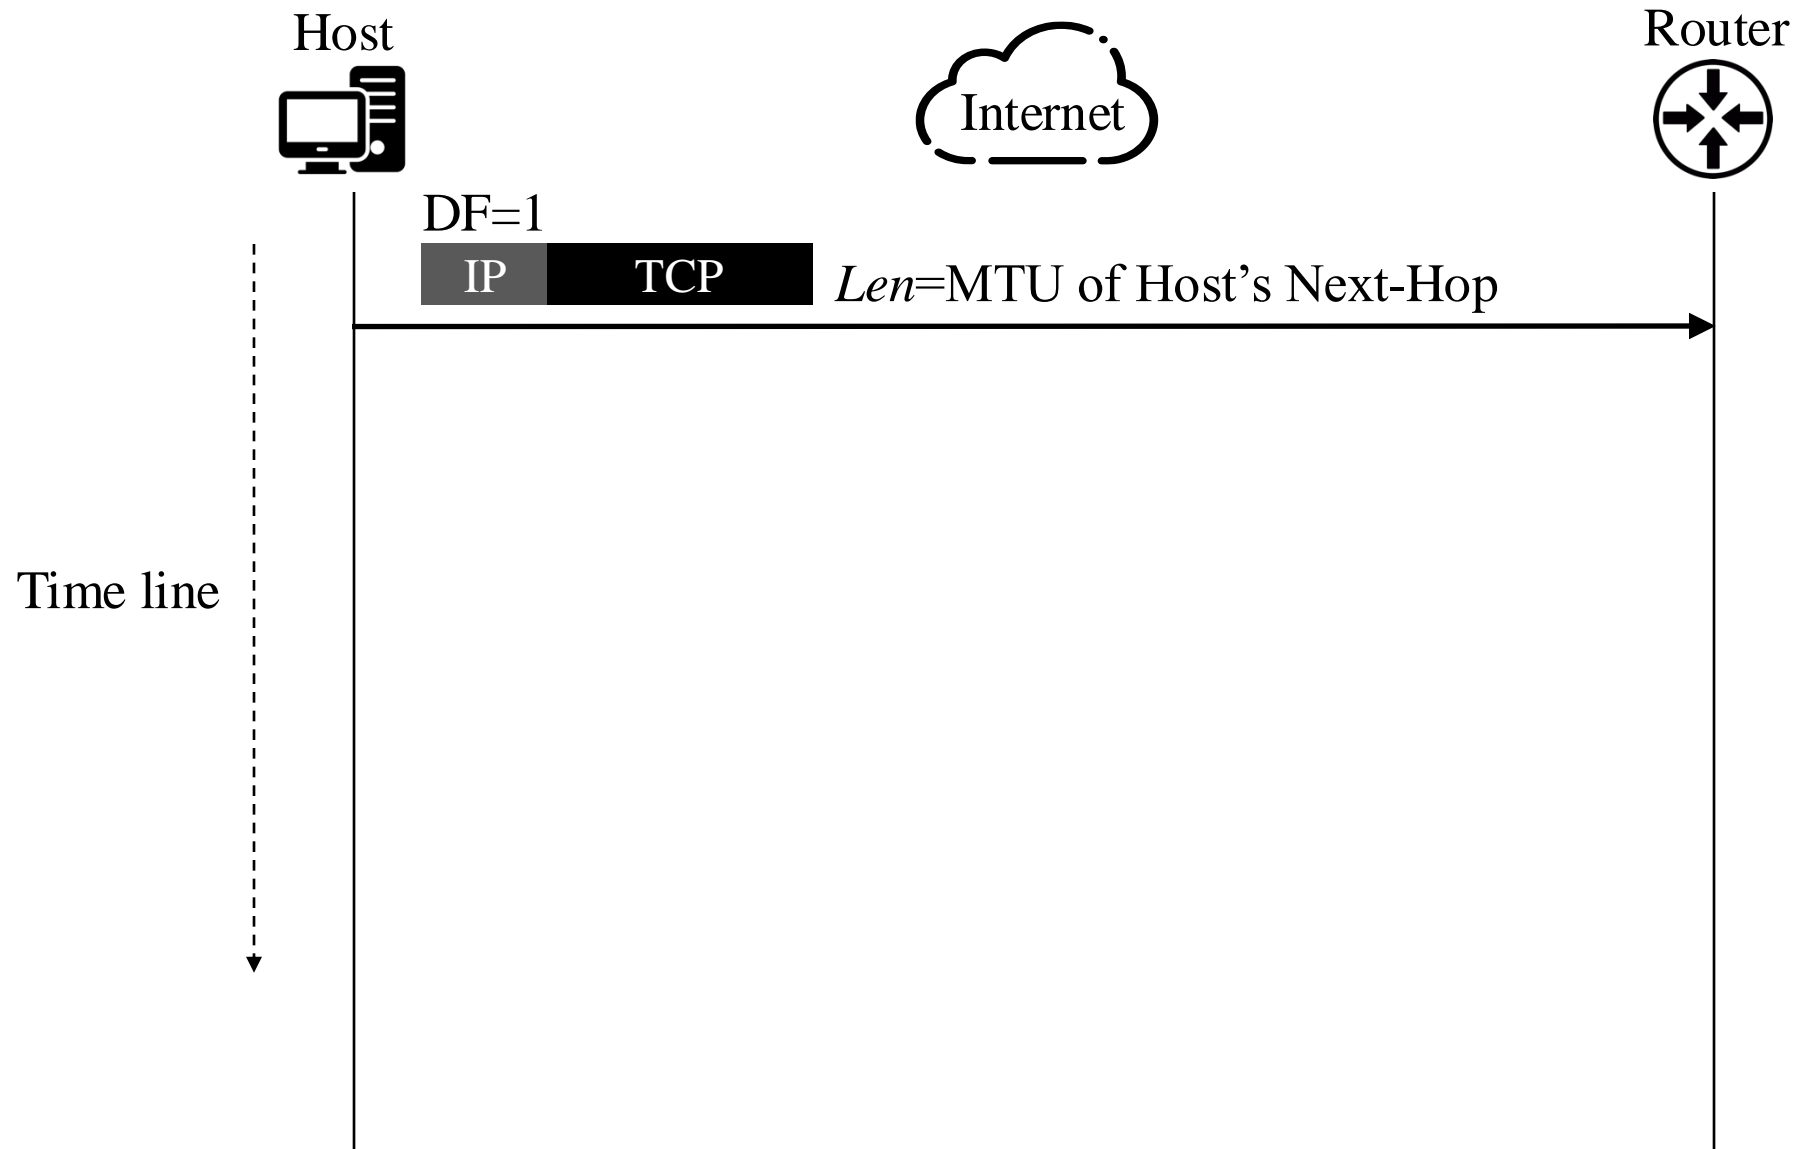 Host
Internet
Router
DF=1
IP
TCP
Len=MTU of Host’s Next-Hop
Time line